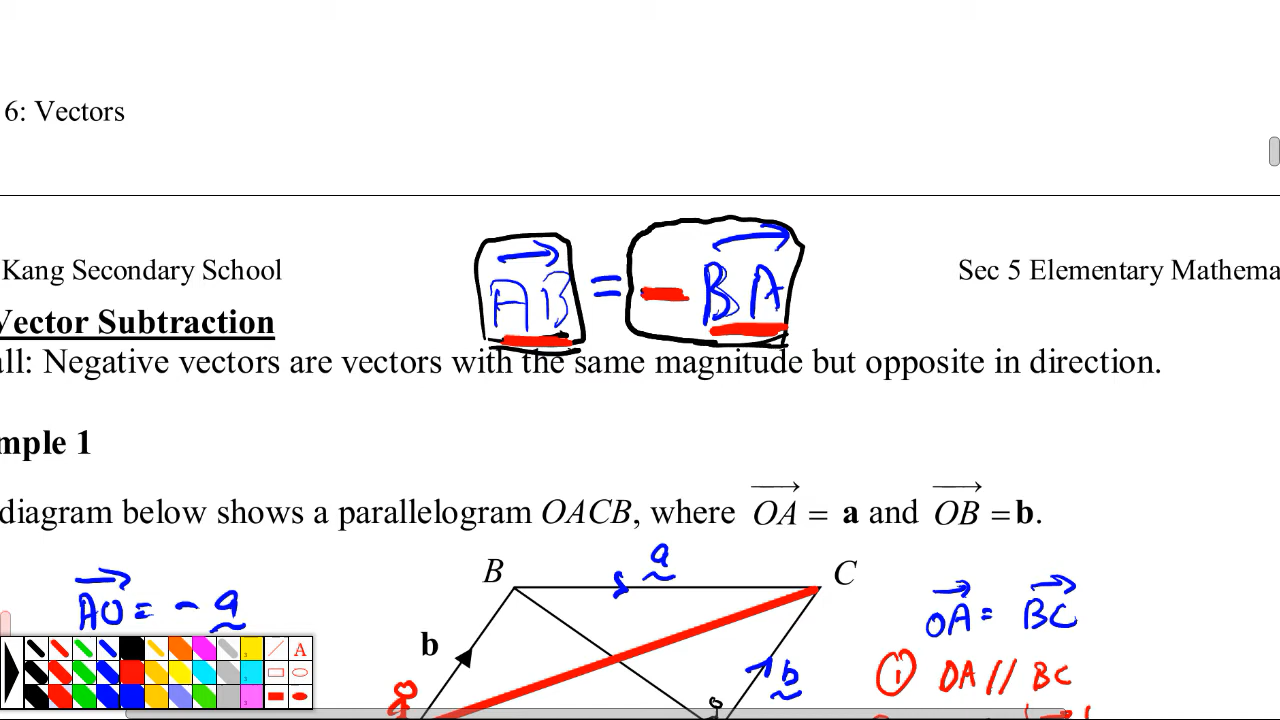 6: Vectors
Kang Secondary School
AB = - BA
Sec 5 Elementary Mathema
Vector Subtraction
all: Negative vectors are vectors with the same magnitude but opposite in direction.
mple 1
diagram below shows a parallelogram OACB, where OA = a and OB = b.
AO = - a
B
a
C
OA = BC
b
b
① OA // BC
A